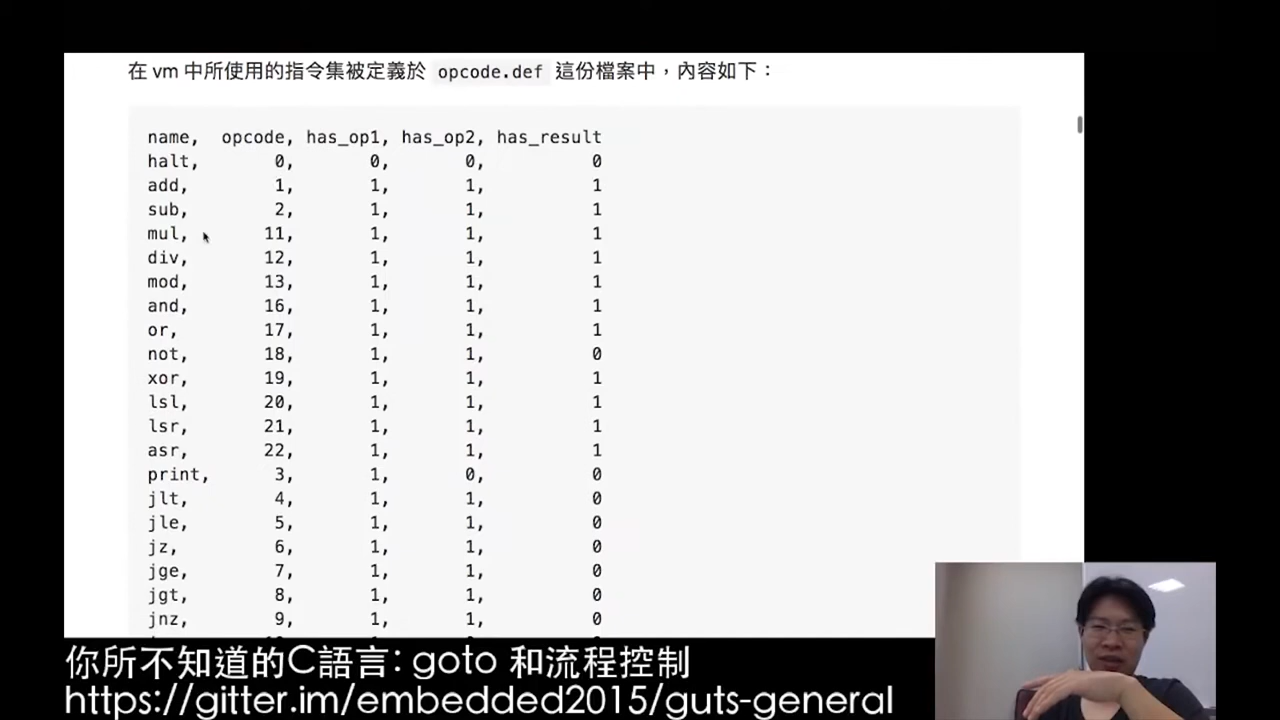 在 vm 中所使用的指令集被定義於 opcode.def 這份檔案中，內容如下：
name, opcode, has_op1, has_op2, has_result
halt, 0, 0, 0, 0
add, 1, 1, 1, 1
sub, 2, 1, 1, 1
mul, 11, 1, 1, 1
div, 12, 1, 1, 1
mod, 13, 1, 1, 1
and, 16, 1, 1, 1
or, 17, 1, 1, 1
not, 18, 1, 1, 0
xor, 19, 1, 1, 1
lsl, 20, 1, 1, 1
lsr, 21, 1, 1, 1
asr, 22, 1, 1, 1
print, 3, 1, 0, 0
jlt, 4, 1, 1, 0
jle, 5, 1, 1, 0
jz, 6, 1, 1, 0
jge, 7, 1, 1, 0
jgt, 8, 1, 1, 0
jnz, 9, 1, 1, 0
你所不知道的C語言: goto 和流程控制
https://gitter.im/embedded2015/guts-general